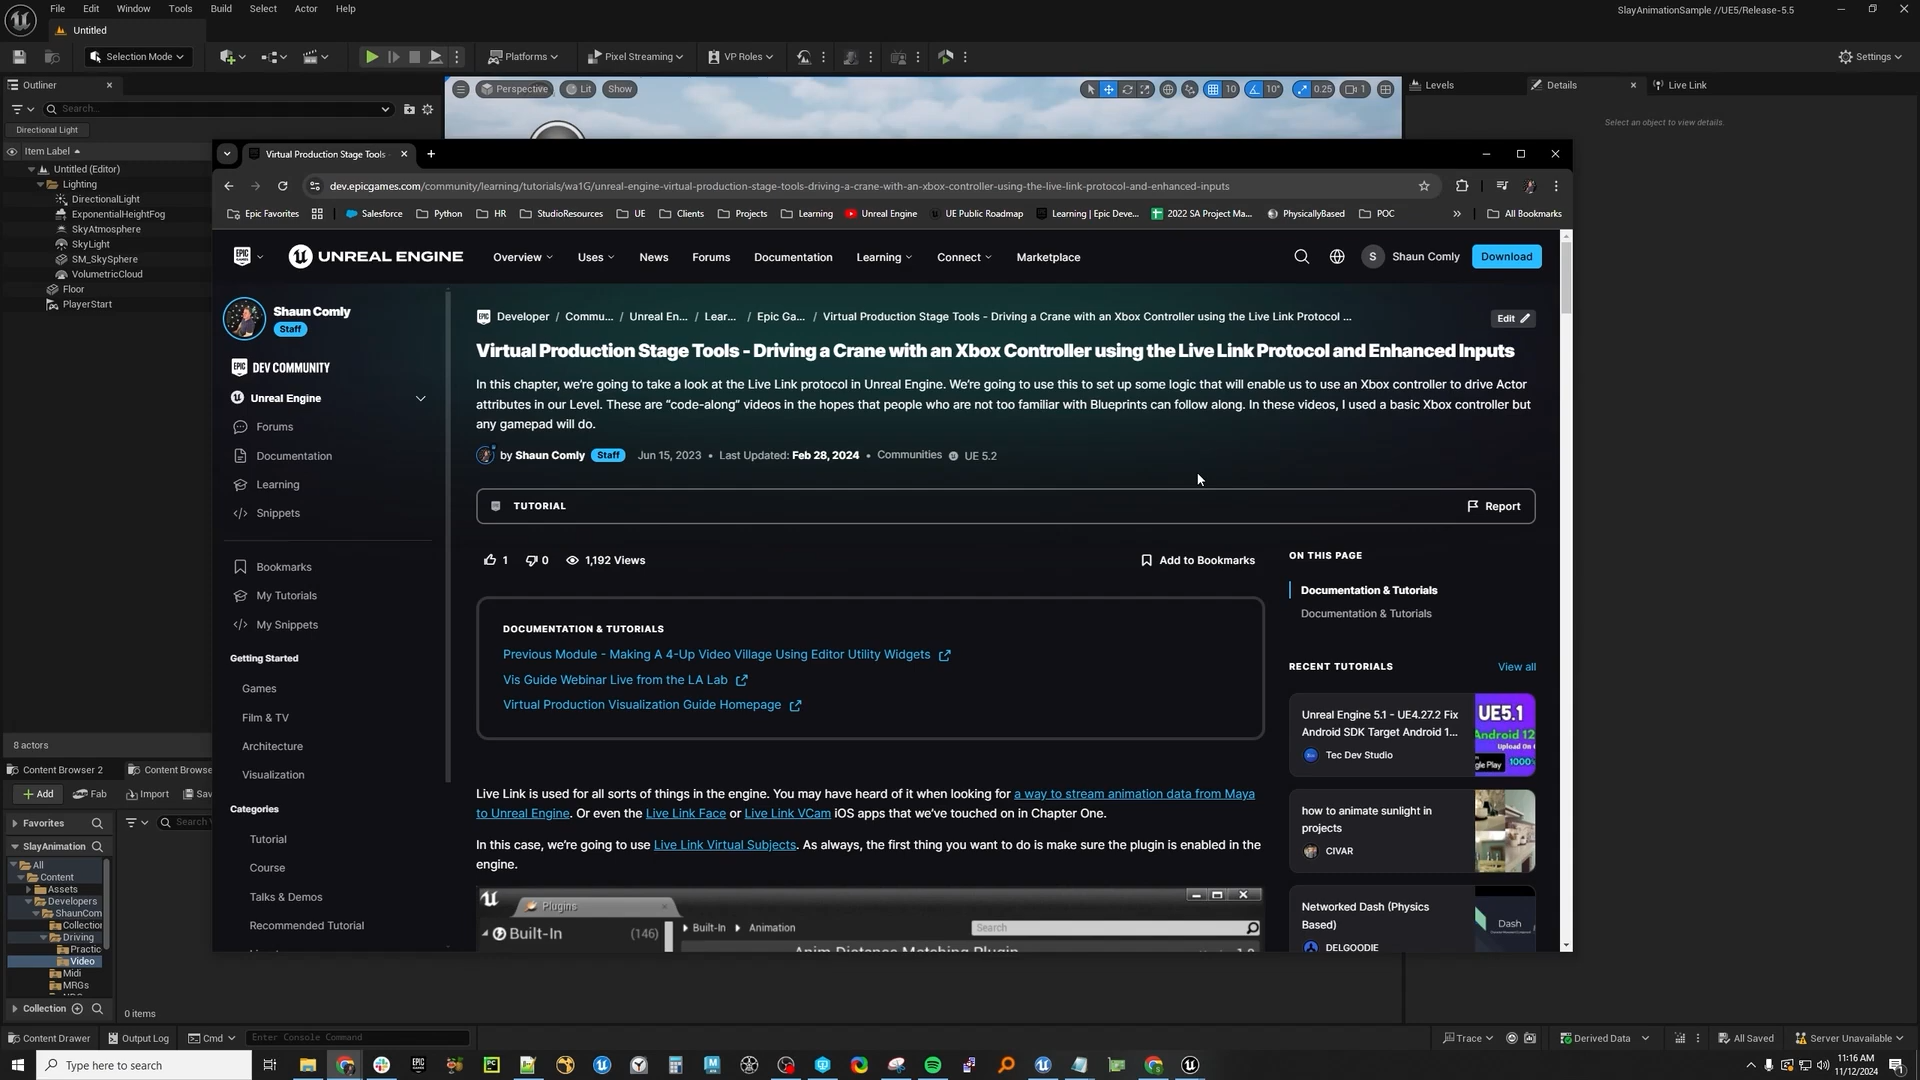 File Edit Window Tools Build Select Actor Help
SlayAnimationSample //UE5/Release-5.5
Untitled
Selection Mode
Platforms
Pixel Streaming
VP Roles
Settings
Outliner
Perspective Lit Show
10 10° 0.25 1
Levels Details Live Link
Search...
Select an object to view details.
Directional Light
Item Label
Untitled (Editor)
Lighting
DirectionalLight
ExponentialHeightFog
SkyAtmosphere
SkyLight
SM_SkySphere
VolumetricCloud
Floor
PlayerStart
8 actors
Virtual Production Stage Tools -
dev.epicgames.com/community/learning/tutorials/wa1G/unreal-engine-virtual-production-stage-tools-driving-a-crane-with-an-xbox-controller-using-the-live-link-protocol-and-enhanced-inputs
Epic Favorites Salesforce Python HR StudioResources UE Clients Projects Learning Unreal Engine UE Public Roadmap Learning | Epic Deve... 2022 SA Project Ma... PhysicallyBased POC » All Bookmarks
EPIC GAMES UNREAL ENGINE Overview Uses News Forums Documentation Learning Connect Marketplace S Shaun Comly Download
Shaun Comly
Staff
DEV COMMUNITY
Unreal Engine
Forums
Documentation
Learning
Snippets
Bookmarks
My Tutorials
My Snippets
Getting Started
Games
Film & TV
Architecture
Visualization
Categories
Tutorial
Course
Talks & Demos
Recommended Tutorial
Developer / Commu... / Unreal En... / Lear... / Epic Ga... / Virtual Production Stage Tools - Driving a Crane with an Xbox Controller using the Live Link Protocol ...
Edit
Virtual Production Stage Tools - Driving a Crane with an Xbox Controller using the Live Link Protocol and Enhanced Inputs
In this chapter, we're going to take a look at the Live Link protocol in Unreal Engine. We're going to use this to set up some logic that will enable us to use an Xbox controller to drive Actor
attributes in our Level. These are “code-along” videos in the hopes that people who are not too familiar with Blueprints can follow along. In these videos, I used a basic Xbox controller but
any gamepad will do.
by Shaun Comly Staff Jun 15, 2023 • Last Updated: Feb 28, 2024 • Communities UE 5.2
TUTORIAL
Report
1 0 1,192 Views
Add to Bookmarks
DOCUMENTATION & TUTORIALS
Previous Module - Making A 4-Up Video Village Using Editor Utility Widgets
Vis Guide Webinar Live from the LA Lab
Virtual Production Visualization Guide Homepage
Live Link is used for all sorts of things in the engine. You may have heard of it when looking for a way to stream animation data from Maya
to Unreal Engine. Or even the Live Link Face or Live Link VCam iOS apps that we've touched on in Chapter One.
In this case, we're going to use Live Link Virtual Subjects. As always, the first thing you want to do is make sure the plugin is enabled in the
engine.
Plugins
Built-In (146)
Built-In Animation
Search
Anim Distance Matching Plugin
ON THIS PAGE
Documentation & Tutorials
Documentation & Tutorials
RECENT TUTORIALS
View all
Unreal Engine 5.1 - UE4.27.2 Fix
Android SDK Target Android 1...
Tec Dev Studio
UE5.1
Android 12
Upload On
gle Play 1000%
how to animate sunlight in
projects
CIVAR
Networked Dash (Physics
Based)
DELGOODIE
Dash
Content Browser 2
Content Browse
Add Fab Import Sav
Favorites
Search
SlayAnimation
All
Content
Assets
Developers
ShaunCom
Collection
Driving
Practic
Video
Midi
MRGs
Collection
0 items
Content Drawer Output Log Cmd Enter Console Command
Trace Derived Data All Saved Server Unavailable
Type here to search
11:16 AM
11/12/2024